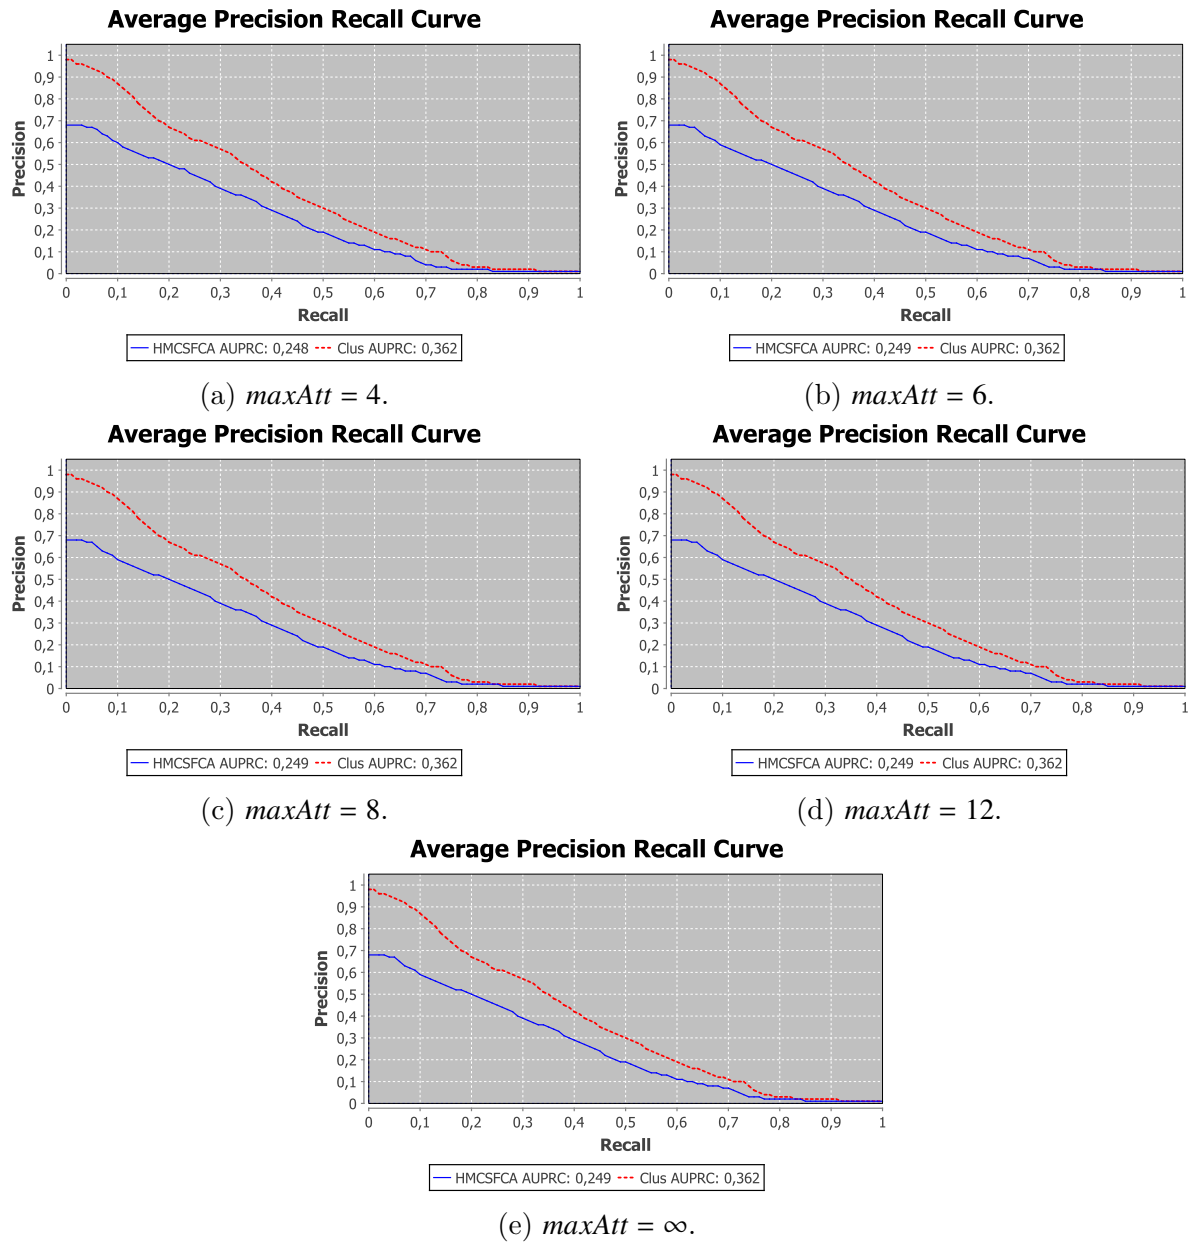 Average Precision Recall Curve
Precision
1
0,9
0,8
0,7
0,6
0,5
0,4
0,3
0,2
0,1
0
0 0,1 0,2 0,3 0,4 0,5 0,6 0,7 0,8 0,9 1
Recall
HMCSFCA AUPRC: 0,248 Clus AUPRC: 0,362
(a) maxAtt = 4.
Average Precision Recall Curve
Precision
1
0,9
0,8
0,7
0,6
0,5
0,4
0,3
0,2
0,1
0
0 0,1 0,2 0,3 0,4 0,5 0,6 0,7 0,8 0,9 1
Recall
HMCSFCA AUPRC: 0,249 Clus AUPRC: 0,362
(b) maxAtt = 6.
Average Precision Recall Curve
Precision
1
0,9
0,8
0,7
0,6
0,5
0,4
0,3
0,2
0,1
0
0 0,1 0,2 0,3 0,4 0,5 0,6 0,7 0,8 0,9 1
Recall
HMCSFCA AUPRC: 0,249 Clus AUPRC: 0,362
(c) maxAtt = 8.
Average Precision Recall Curve
Precision
1
0,9
0,8
0,7
0,6
0,5
0,4
0,3
0,2
0,1
0
0 0,1 0,2 0,3 0,4 0,5 0,6 0,7 0,8 0,9 1
Recall
HMCSFCA AUPRC: 0,249 Clus AUPRC: 0,362
(d) maxAtt = 12.
Average Precision Recall Curve
Precision
1
0,9
0,8
0,7
0,6
0,5
0,4
0,3
0,2
0,1
0
0 0,1 0,2 0,3 0,4 0,5 0,6 0,7 0,8 0,9 1
Recall
HMCSFCA AUPRC: 0,249 Clus AUPRC: 0,362
(e) maxAtt = ∞.